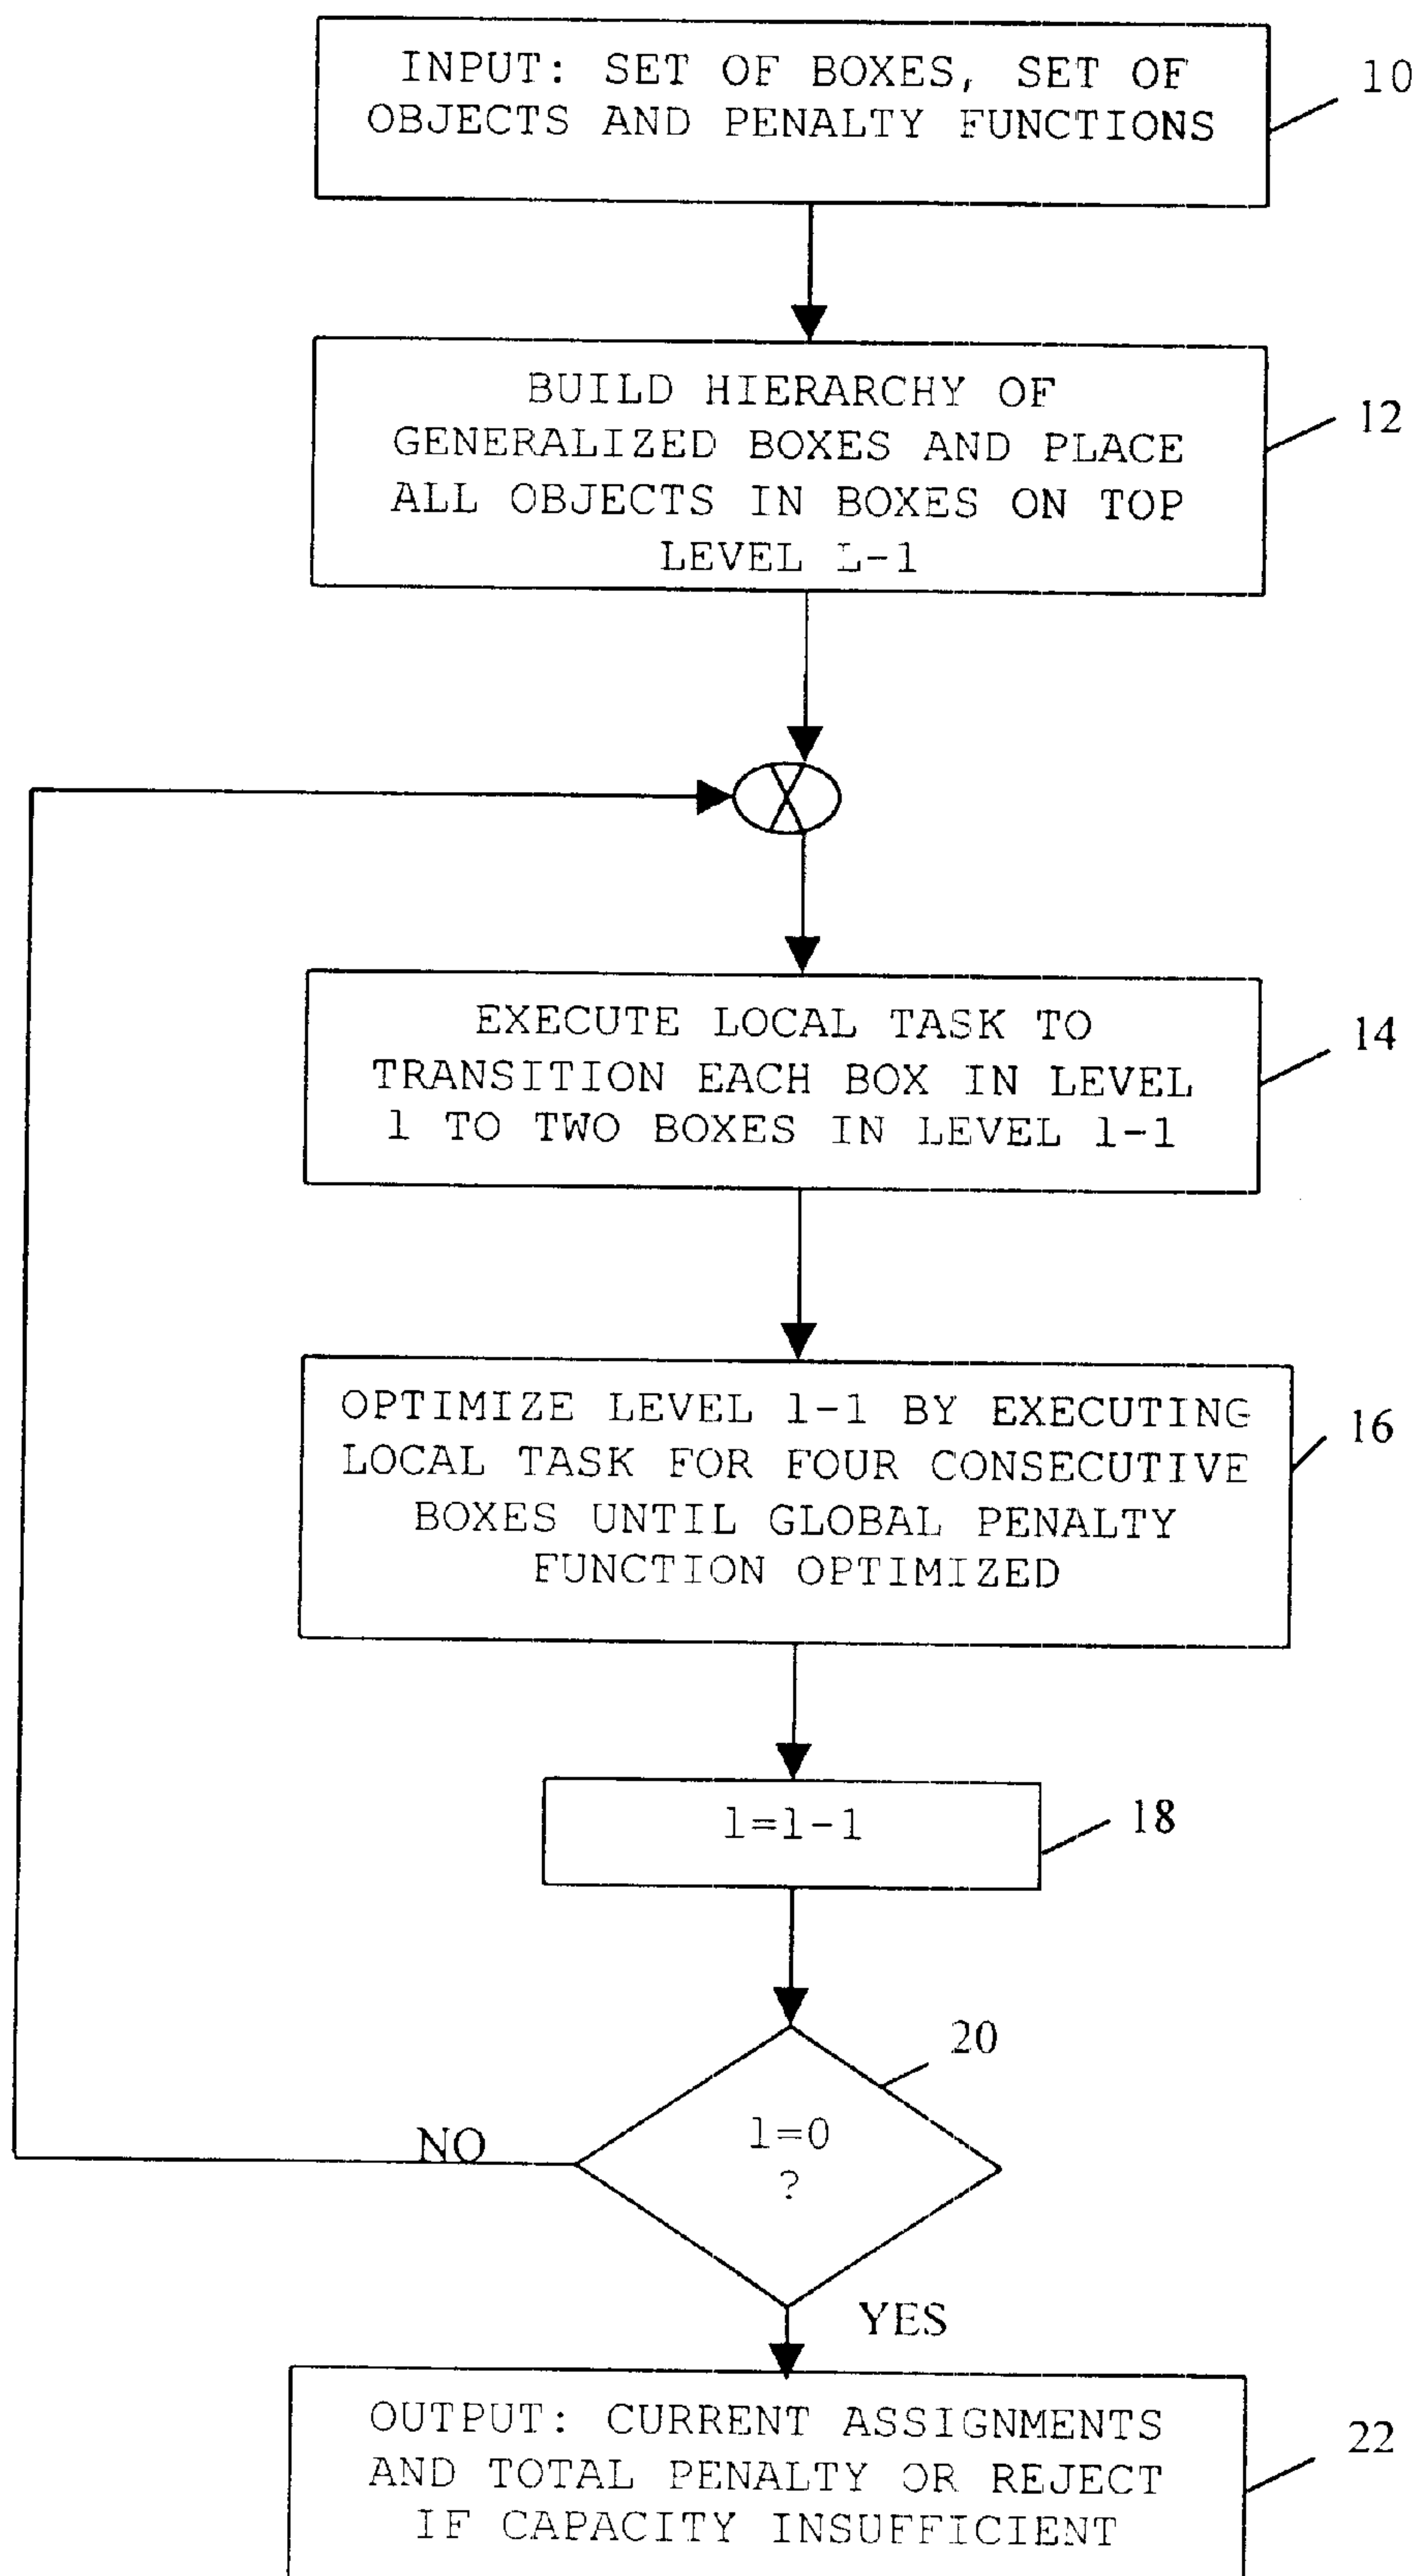 INPUT: SET OF BOXES, SET OF
OBJECTS AND PENALTY FUNCTIONS
10
BUILD HIERARCHY OF
GENERALIZED BOXES AND PLACE
ALL OBJECTS IN BOXES ON TOP
LEVEL L-1
12
EXECUTE LOCAL TASK TO
TRANSITION EACH BOX IN LEVEL
l TO TWO BOXES IN LEVEL l-1
14
OPTIMIZE LEVEL l-1 BY EXECUTING
LOCAL TASK FOR FOUR CONSECUTIVE
BOXES UNTIL GLOBAL PENALTY
FUNCTION OPTIMIZED
16
l=l-1
18
20
l=0
?
NO
YES
OUTPUT: CURRENT ASSIGNMENTS
AND TOTAL PENALTY OR REJECT
IF CAPACITY INSUFFICIENT
22